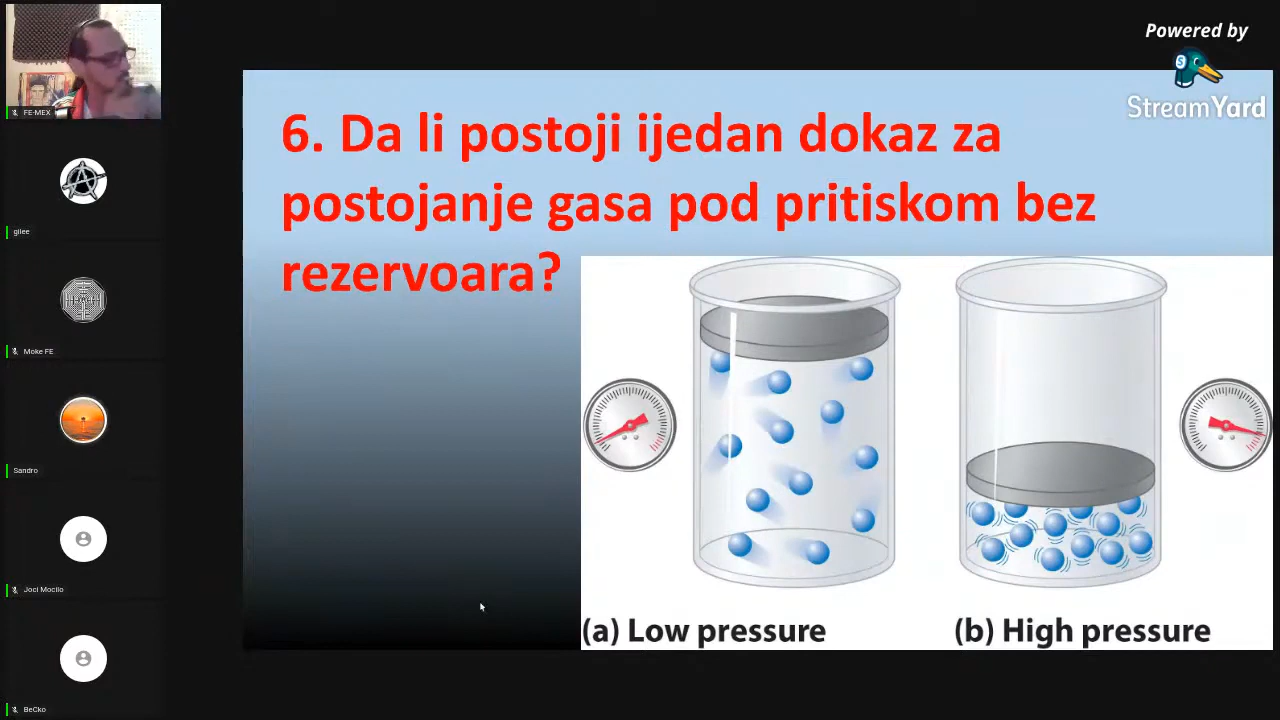 Powered by
StreamYard
6. Da li postoji ijedan dokaz za
postojanje gasa pod pritiskom bez
rezervoara?
(a) Low pressure
(b) High pressure
FE-MEX
gilee
Moke FE
Sandro
Joci Mocilo
BeCko